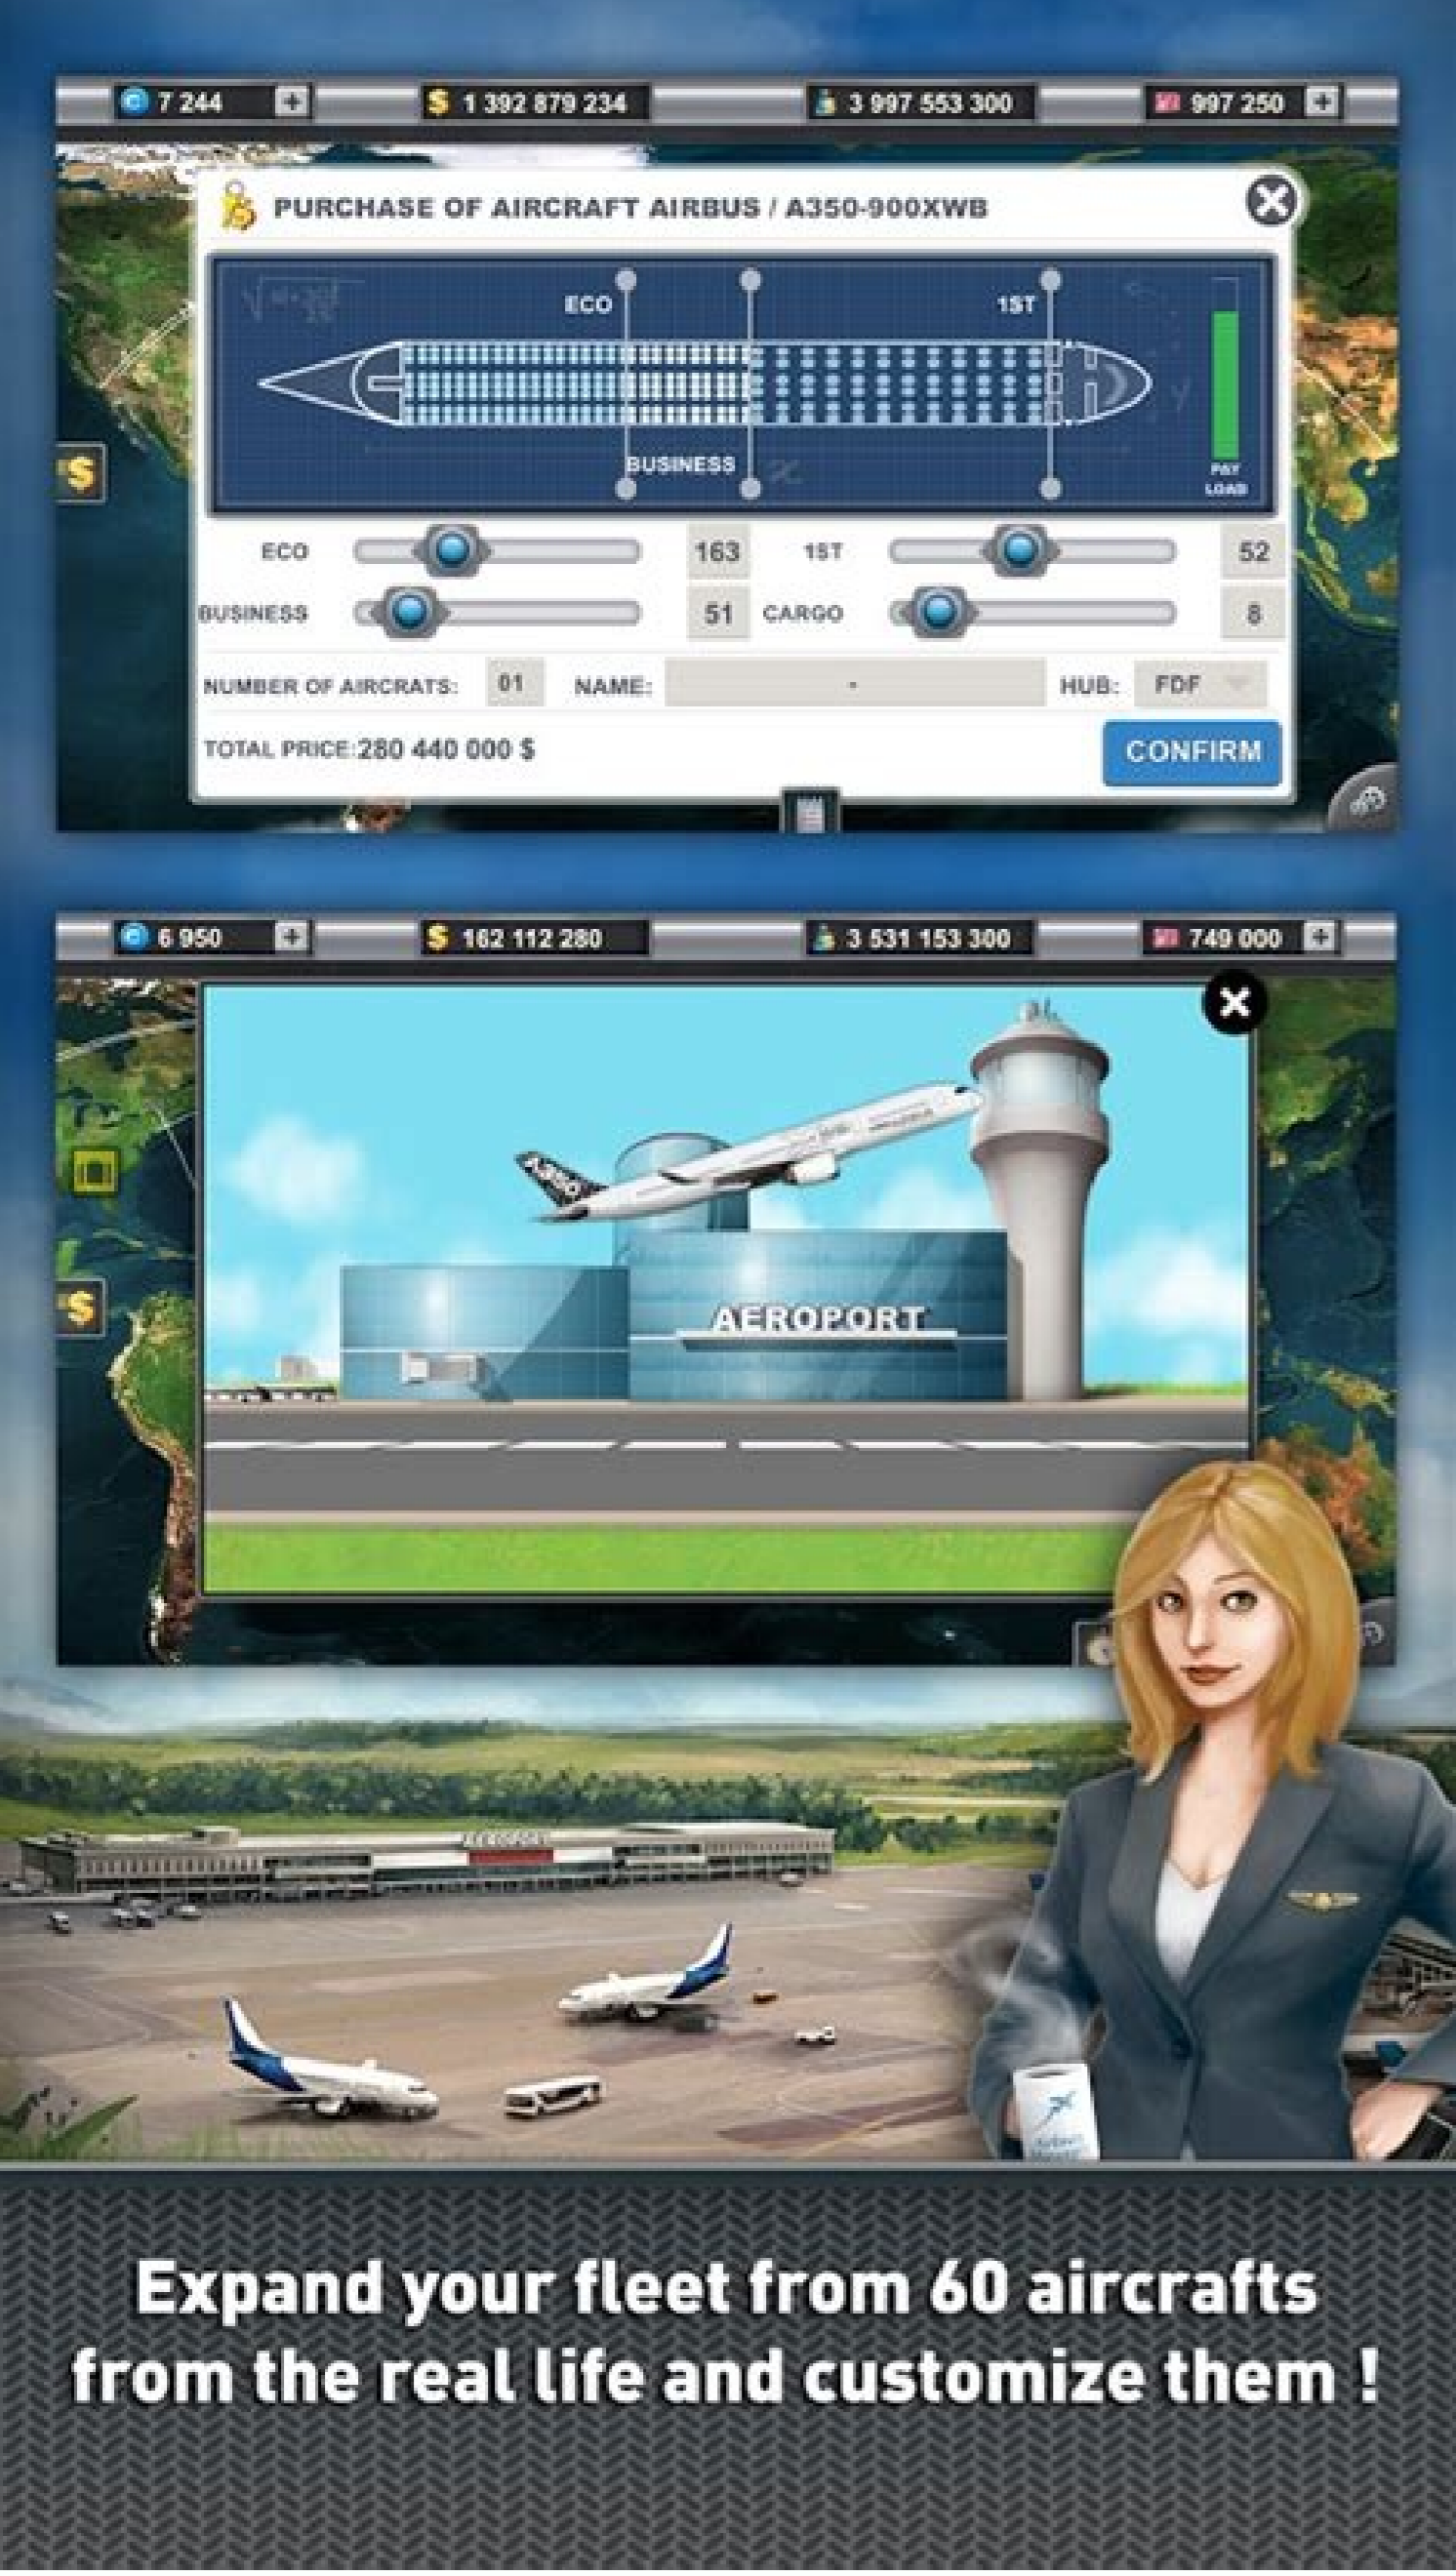 7 244 + $ 1 392 879 234 3 997 553 300 997 250 +
PURCHASE OF AIRCRAFT AIRBUS / A350-900XWB
ECO 1ST
BUSINESS
PAY
LOAD
ECO 163 1ST 52
BUSINESS 51 CARGO 8
NUMBER OF AIRCRATS: 01 NAME: - HUB: FDF
TOTAL PRICE:280 440 000 $ CONFIRM
$
6 950 + $ 162 112 280 3 531 153 300 749 000 +
A350
$
AEROPORT
Expand your fleet from 60 aircrafts
from the real life and customize them !